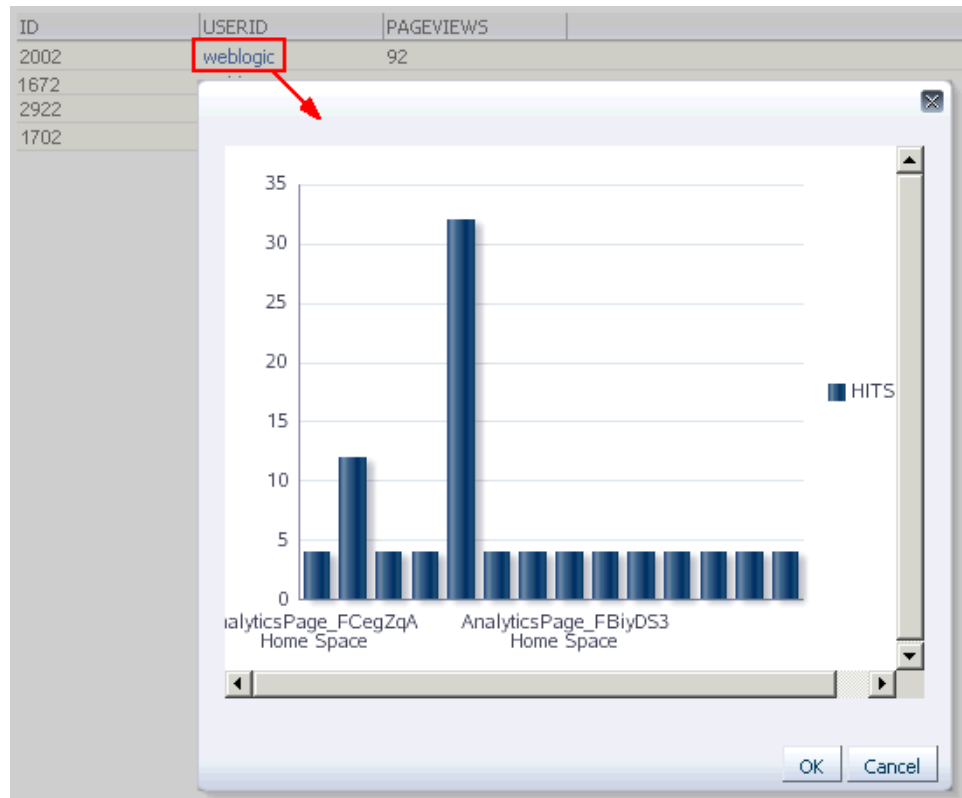 ID USERID PAGEVIEWS
2002 weblogic 92
1672
2922
1702
35
30
25
20
15
10
5
0
HITS
nalyticsPage_FCegZqA AnalyticsPage_FBiyDS3
Home Space Home Space
OK Cancel